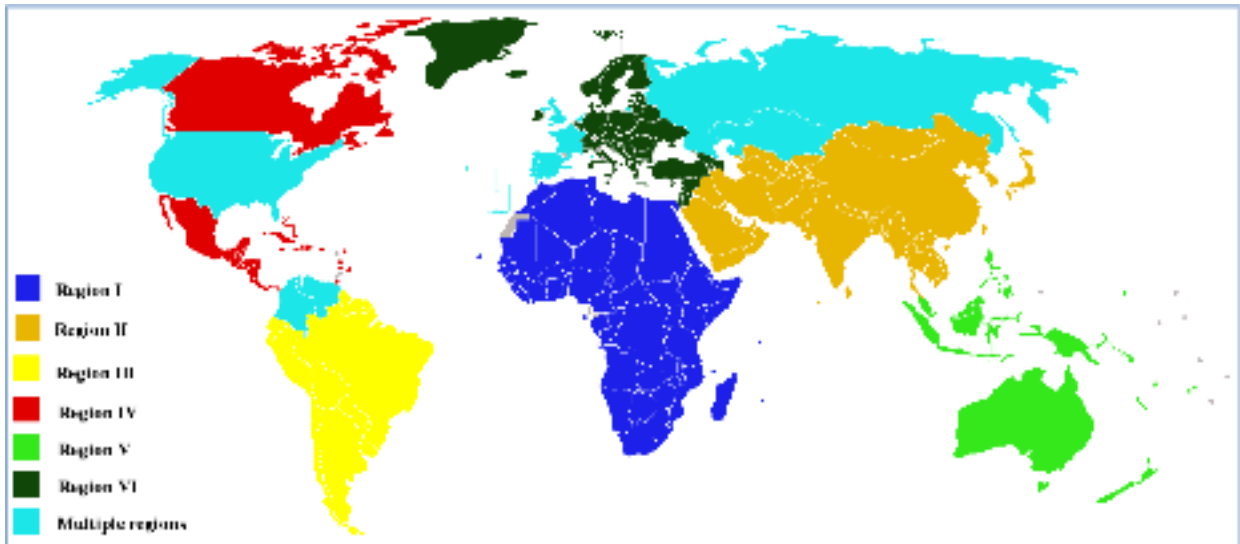 Region I
Region II
Region III
Region IV
Region V
Region VI
Multiple regions